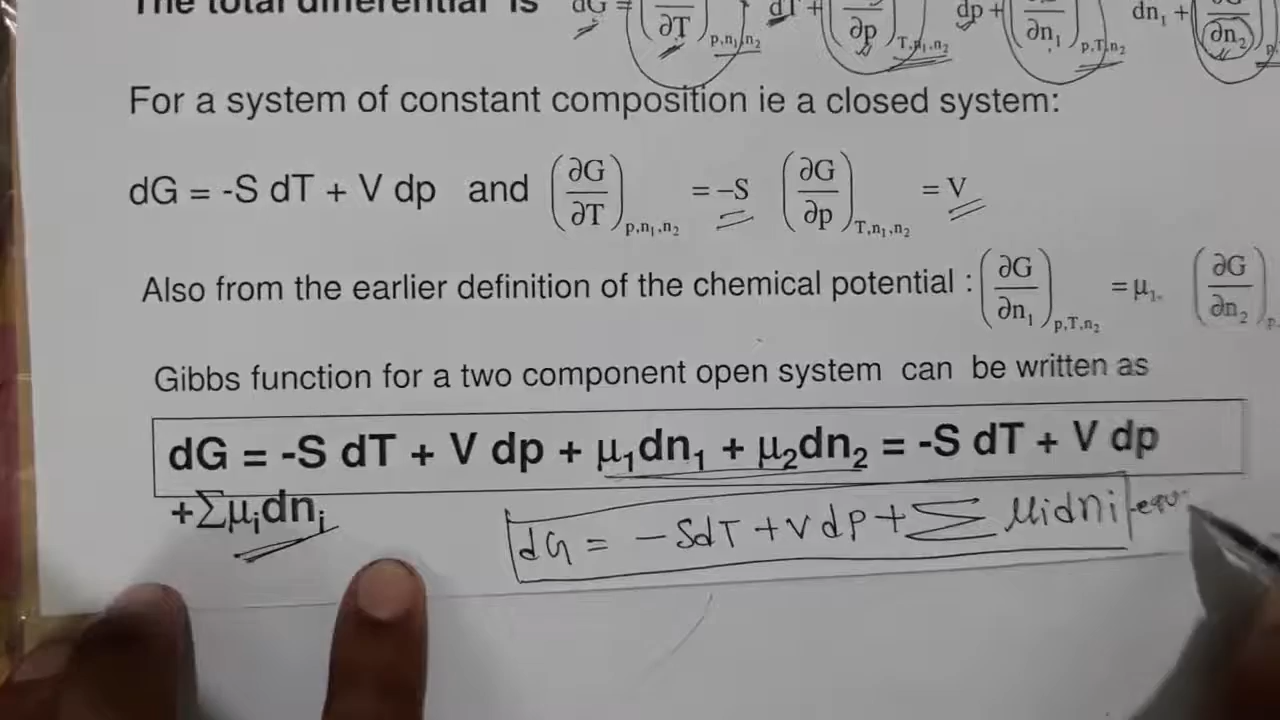 The total differential is dG = (∂G/∂T)p,n₁,n₂ dT + (∂G/∂p)T,n₁,n₂ dp + (∂G/∂n₁)p,T,n₂ dn₁ + (∂G/∂n₂)p,
For a system of constant composition ie a closed system:
dG = -S dT + V dp and (∂G/∂T)p,n₁,n₂ = -S (∂G/∂p)T,n₁,n₂ = V
Also from the earlier definition of the chemical potential : (∂G/∂n₁)p,T,n₂ = μ₁. (∂G/∂n₂)p,
Gibbs function for a two component open system can be written as
dG = -S dT + V dp + μ₁dn₁ + μ₂dn₂ = -S dT + V dp
+Σμᵢdnᵢ
dG = -SdT + Vdp + Σ μidni